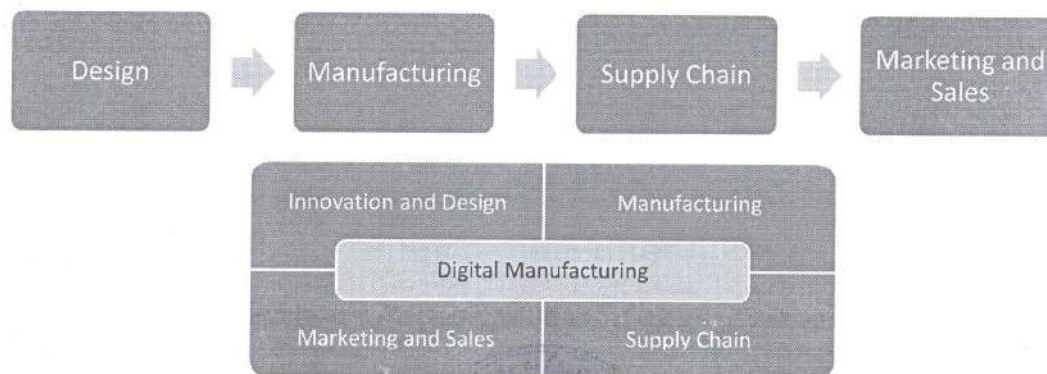 Design
Manufacturing
Supply Chain
Marketing and
Sales
Innovation and Design
Manufacturing
Digital Manufacturing
Marketing and Sales
Supply Chain